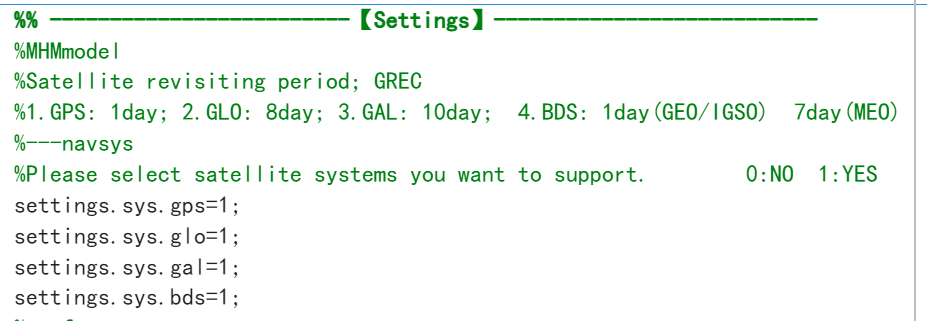 %% ------------------------- 【Settings】 ---------------------------
%MHMmodel
%Satellite revisiting period; GREC
%1.GPS: 1day; 2.GLO: 8day; 3.GAL: 10day;  4.BDS: 1day(GEO/IGSO)  7day(MEO)
%---navsys
%Please select satellite systems you want to support.        0:NO  1:YES
settings.sys.gps=1;
settings.sys.glo=1;
settings.sys.gal=1;
settings.sys.bds=1;